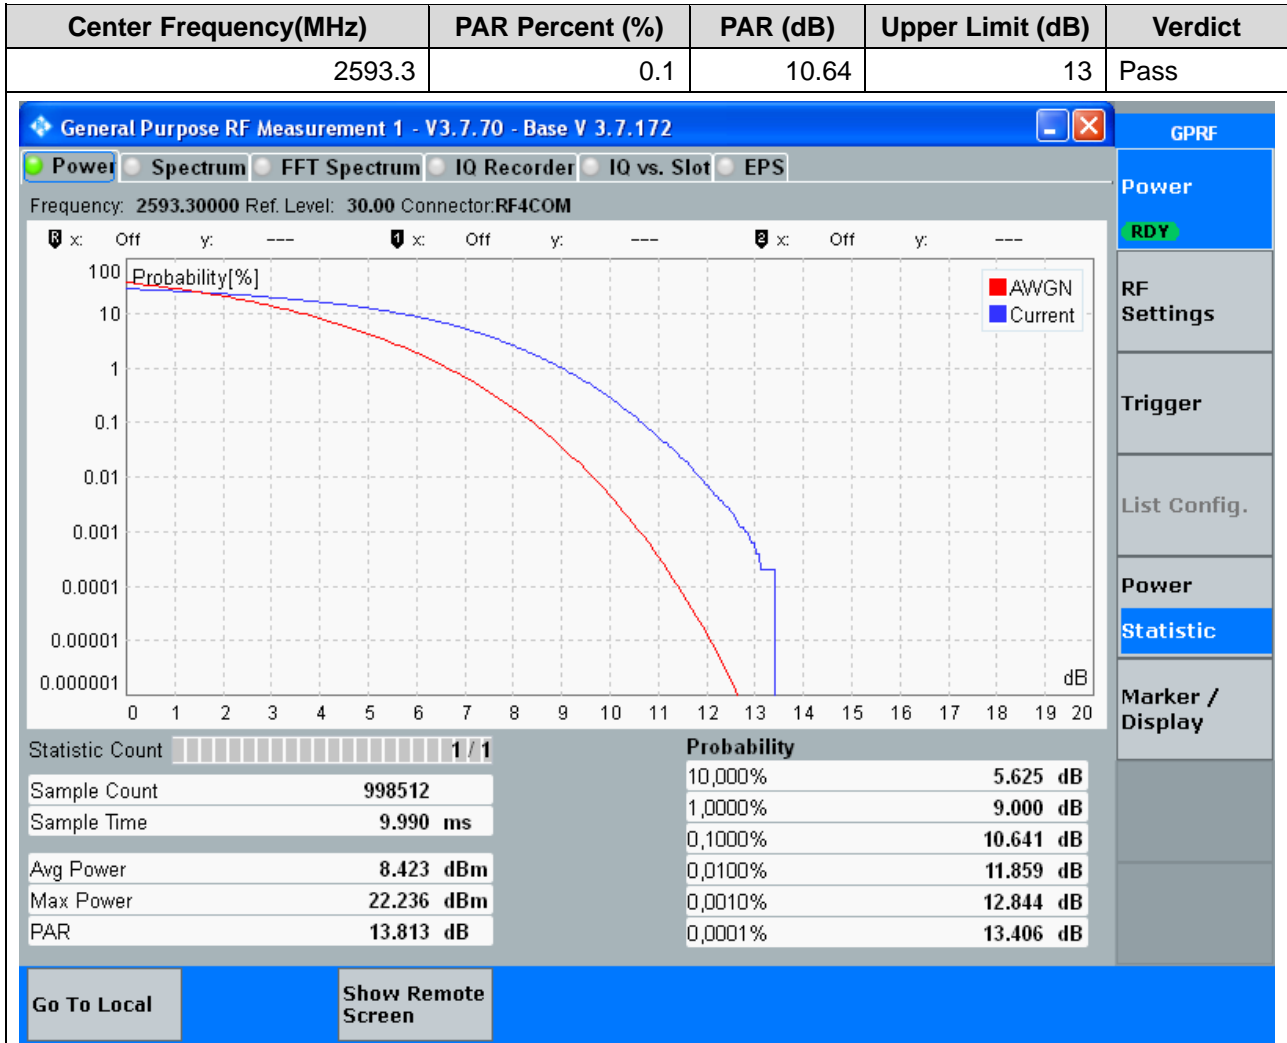 Center Frequency(MHz) PAR Percent (%) PAR (dB) Upper Limit (dB) Verdict
2593.3 0.1 10.64 13 Pass
General Purpose RF Measurement 1 - V3.7.70 - Base V 3.7.172
GPRF
Power Spectrum FFT Spectrum IQ Recorder IQ vs. Slot EPS
Power
RDY
Frequency: 2593.30000 Ref. Level: 30.00 Connector:RF4COM
R x: Off y: --- 1 x: Off y: --- 2 x: Off y: ---
100 Probability[%]
AWGN
Current
10
1
0.1
0.01
0.001
0.0001
0.00001
0.000001
dB
0 1 2 3 4 5 6 7 8 9 10 11 12 13 14 15 16 17 18 19 20
RF
Settings
Trigger
List Config.
Power
Statistic
Marker /
Display
Statistic Count 1 / 1
Sample Count 998512
Sample Time 9.990 ms
Avg Power 8.423 dBm
Max Power 22.236 dBm
PAR 13.813 dB
Probability
10,000% 5.625 dB
1,0000% 9.000 dB
0,1000% 10.641 dB
0,0100% 11.859 dB
0,0010% 12.844 dB
0,0001% 13.406 dB
Go To Local
Show Remote
Screen